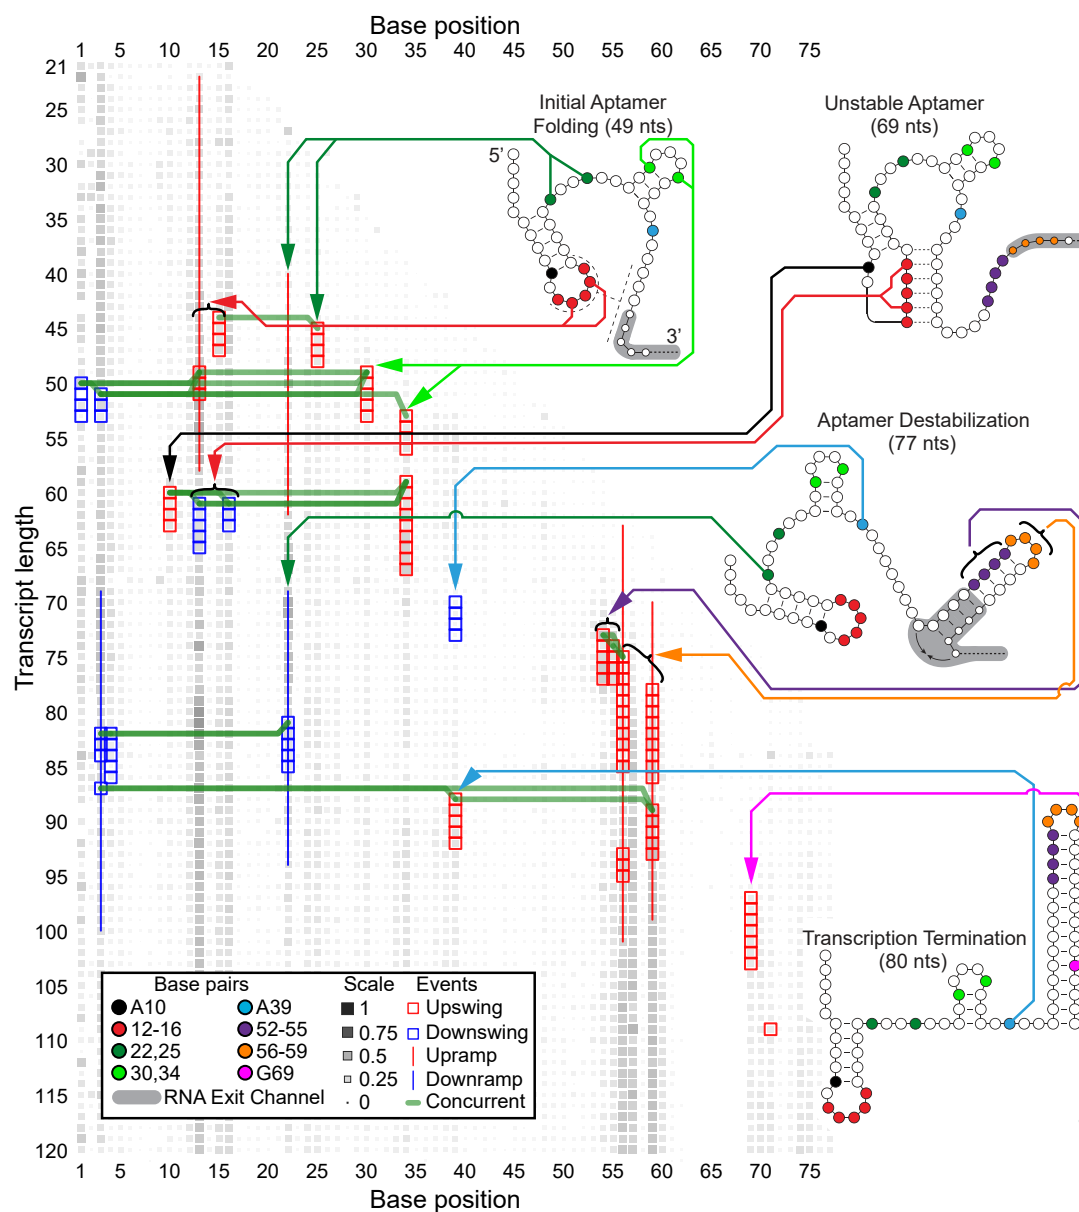 Base position
1 5 10 15 20 25 30 35 40 45 50 55 60 65 70 75
Transcript length
21
25
30
35
40
45
50
55
60
65
70
75
80
85
90
95
100
105
110
115
120
Initial Aptamer
Folding (49 nts)
5’
3’
Unstable Aptamer
(69 nts)
Aptamer Destabilization
(77 nts)
Transcription Termination
(80 nts)
Base pairs
A10
A39
12-16
52-55
22,25
56-59
30,34
G69
RNA Exit Channel
Scale
1
0.75
0.5
0.25
0
Events
Upswing
Downswing
Upramp
Downramp
Concurrent
1 5 10 15 20 25 30 35 40 45 50 55 60 65 70 75
Base position